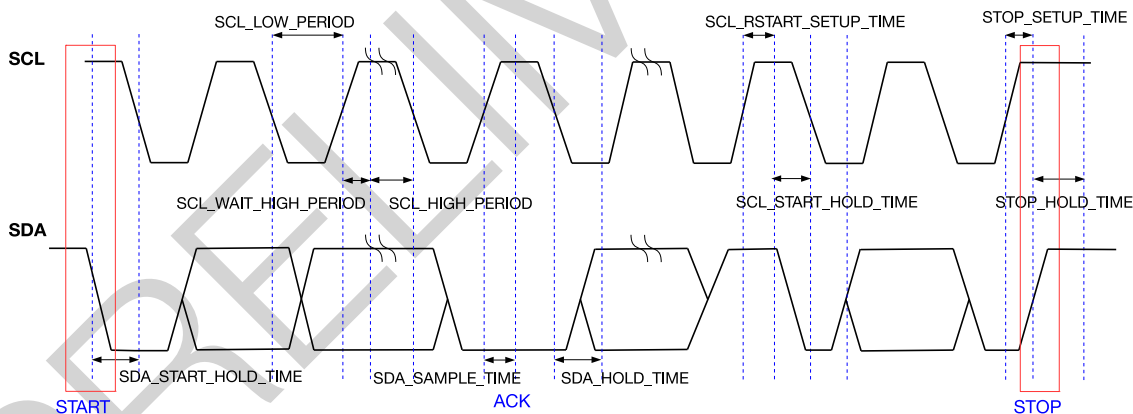 SCL_LOW_PERIOD
SCL_RSTART_SETUP_TIME
STOP_SETUP_TIME
SCL
SCL_WAIT_HIGH_PERIOD
SCL_HIGH_PERIOD
SCL_START_HOLD_TIME
STOP_HOLD_TIME
SDA
SDA_START_HOLD_TIME
SDA_SAMPLE_TIME
SDA_HOLD_TIME
START
ACK
STOP